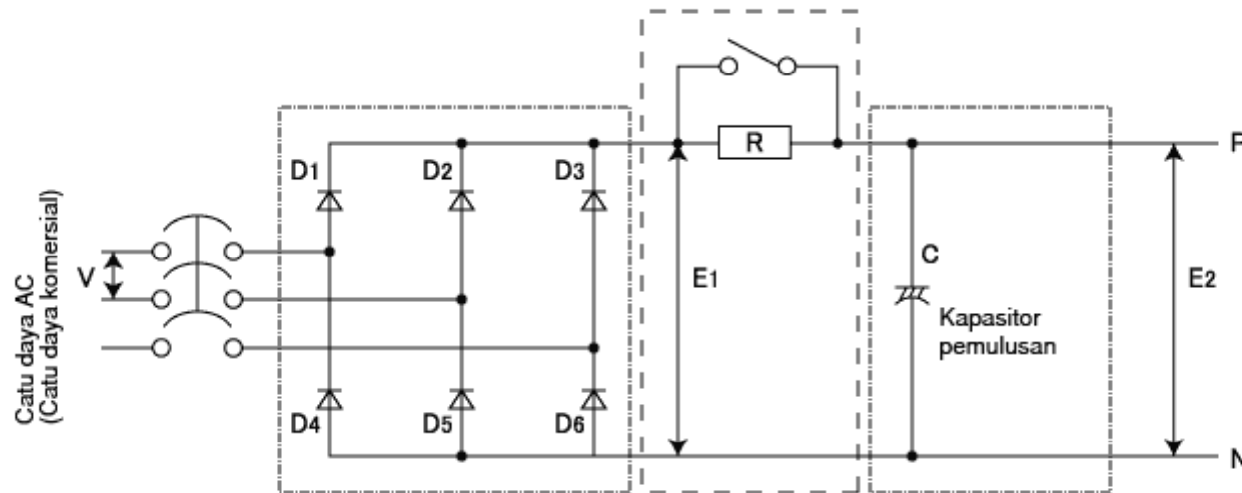 Catu daya AC
(Catu daya komersial)
V
D1
D2
D3
D4
D5
D6
R
E1
C
Kapasitor
pemulusan
E2
P
N